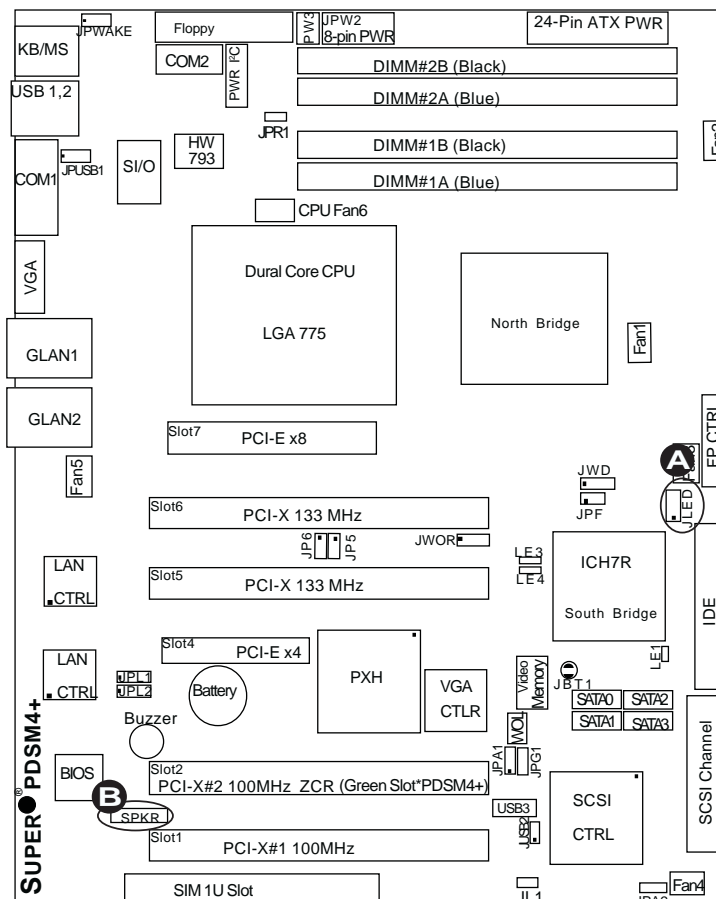 JPWAKE
Floppy
PW3
JPW2
8-pin PWR
24-Pin ATX PWR
KB/MS
COM2
PWR I²C
DIMM#2B (Black)
USB 1,2
DIMM#2A (Blue)
JPR1
HW
793
DIMM#1B (Black)
COM1
JPUSB1
SI/O
DIMM#1A (Blue)
CPU Fan6
VGA
Dural Core CPU
LGA 775
North Bridge
Fan1
GLAN1
GLAN2
Slot7
PCI-E x8
FP CTRL
A
Fan5
JWD
JPF
JLED
Slot6
PCI-X 133 MHz
JP6
JP5
JWOR
LE3
LE4
ICH7R
South Bridge
IDE
LAN
CTRL
Slot5
PCI-X 133 MHz
Slot4
PCI-E x4
LE1
LAN
CTRL
JPL1
JPL2
Battery
PXH
VGA
CTLR
Video
Memory
JBT1
SATA0
SATA2
SATA1
SATA3
Buzzer
WOL
JPA1
JPG1
BIOS
Slot2
PCI-X#2 100MHz ZCR (Green Slot*PDSM4+)
SCSI Channel
B
SPKR
USB3
JUSB2
SCSI
CTRL
Slot1
PCI-X#1 100MHz
SUPER® PDSM4+
SIM 1U Slot
Fan4